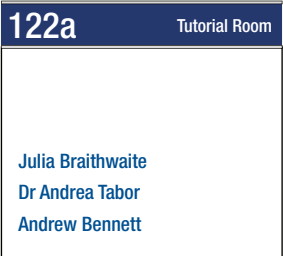 122a
Tutorial Room
Julia Braithwaite
Dr Andrea Tabor
Andrew Bennett